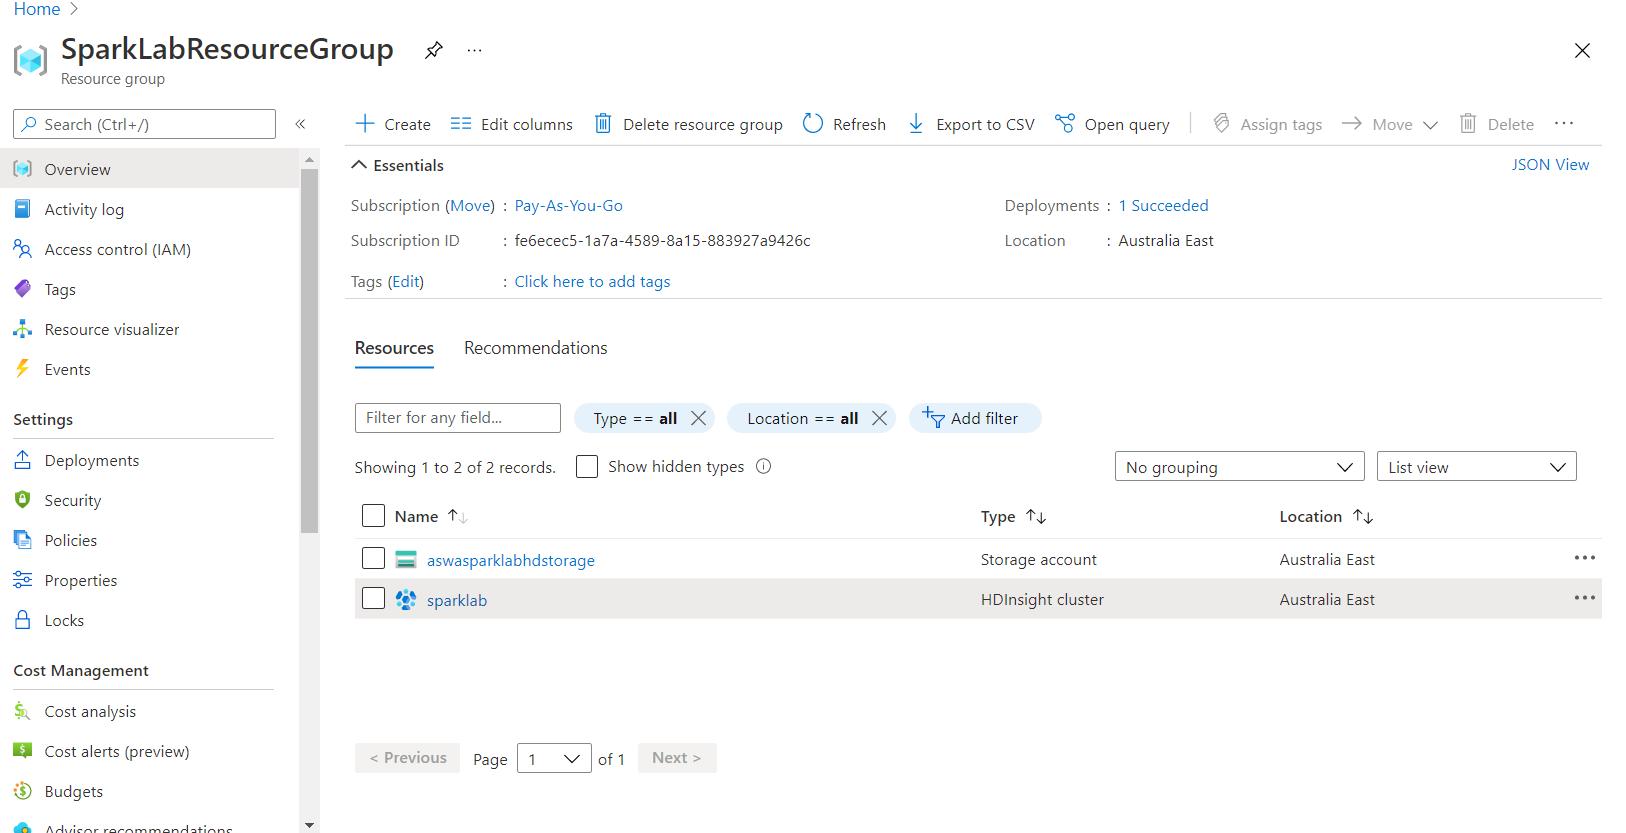 Home >
SparkLabResourceGroup
Resource group
Search (Ctrl+/)
Overview
Activity log
Access control (IAM)
Tags
Resource visualizer
Events
Settings
Deployments
Security
Policies
Properties
Locks
Cost Management
Cost analysis
Cost alerts (preview)
Budgets
Advisor recommendations
Create Edit columns Delete resource group Refresh Export to CSV Open query Assign tags Move Delete
Essentials JSON View
Subscription (Move) : Pay-As-You-Go Deployments : 1 Succeeded
Subscription ID : fe6ecec5-1a7a-4589-8a15-883927a9426c Location : Australia East
Tags (Edit) : Click here to add tags
Resources Recommendations
Filter for any field... Type == all Location == all Add filter
Showing 1 to 2 of 2 records. Show hidden types No grouping List view
Name Type Location
aswasparklabhdstorage Storage account Australia East
sparklab HDInsight cluster Australia East
< Previous Page 1 of 1 Next >